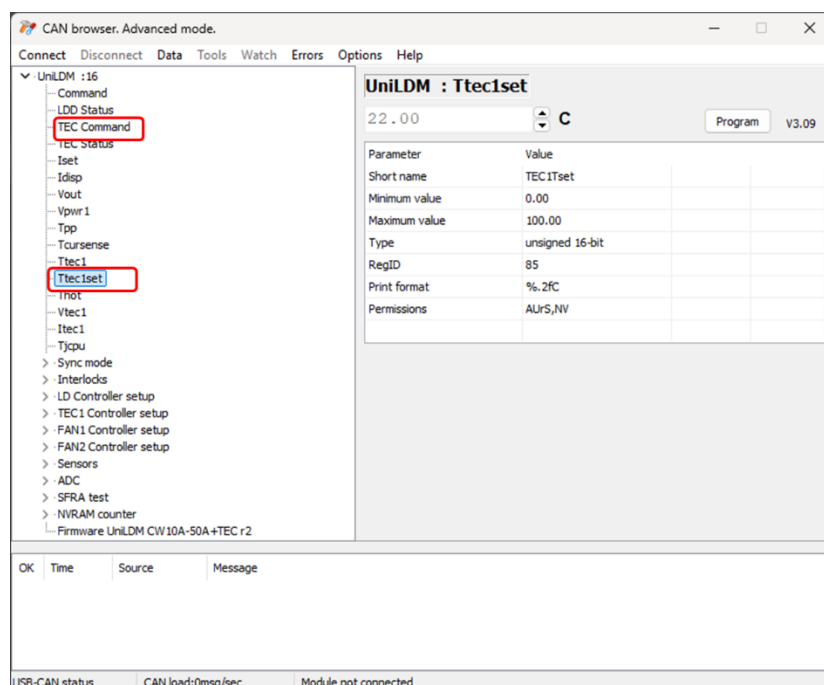 CAN browser. Advanced mode.
Connect Disconnect Data Tools Watch Errors Options Help
UniLDM :16
Command
LDD Status
TEC Command
TEC Status
Iset
Idisp
Vout
Vpwr1
Tpp
Tcursense
Ttec1
Ttec1set
Thot
Vtec1
Itec1
Tjcpu
Sync mode
Interlocks
LD Controller setup
TEC1 Controller setup
FAN1 Controller setup
FAN2 Controller setup
Sensors
ADC
SFRA test
NVRAM counter
Firmware UniLDM CW10A-50A+TEC r2
UniLDM : Ttec1set
22.00 C Program V3.09
Parameter Value
Short name TEC1Tset
Minimum value 0.00
Maximum value 100.00
Type unsigned 16-bit
RegID 85
Print format %.2fC
Permissions AUrS,NV
OK Time Source Message
USB-CAN status CAN load:0msg/sec Module not connected